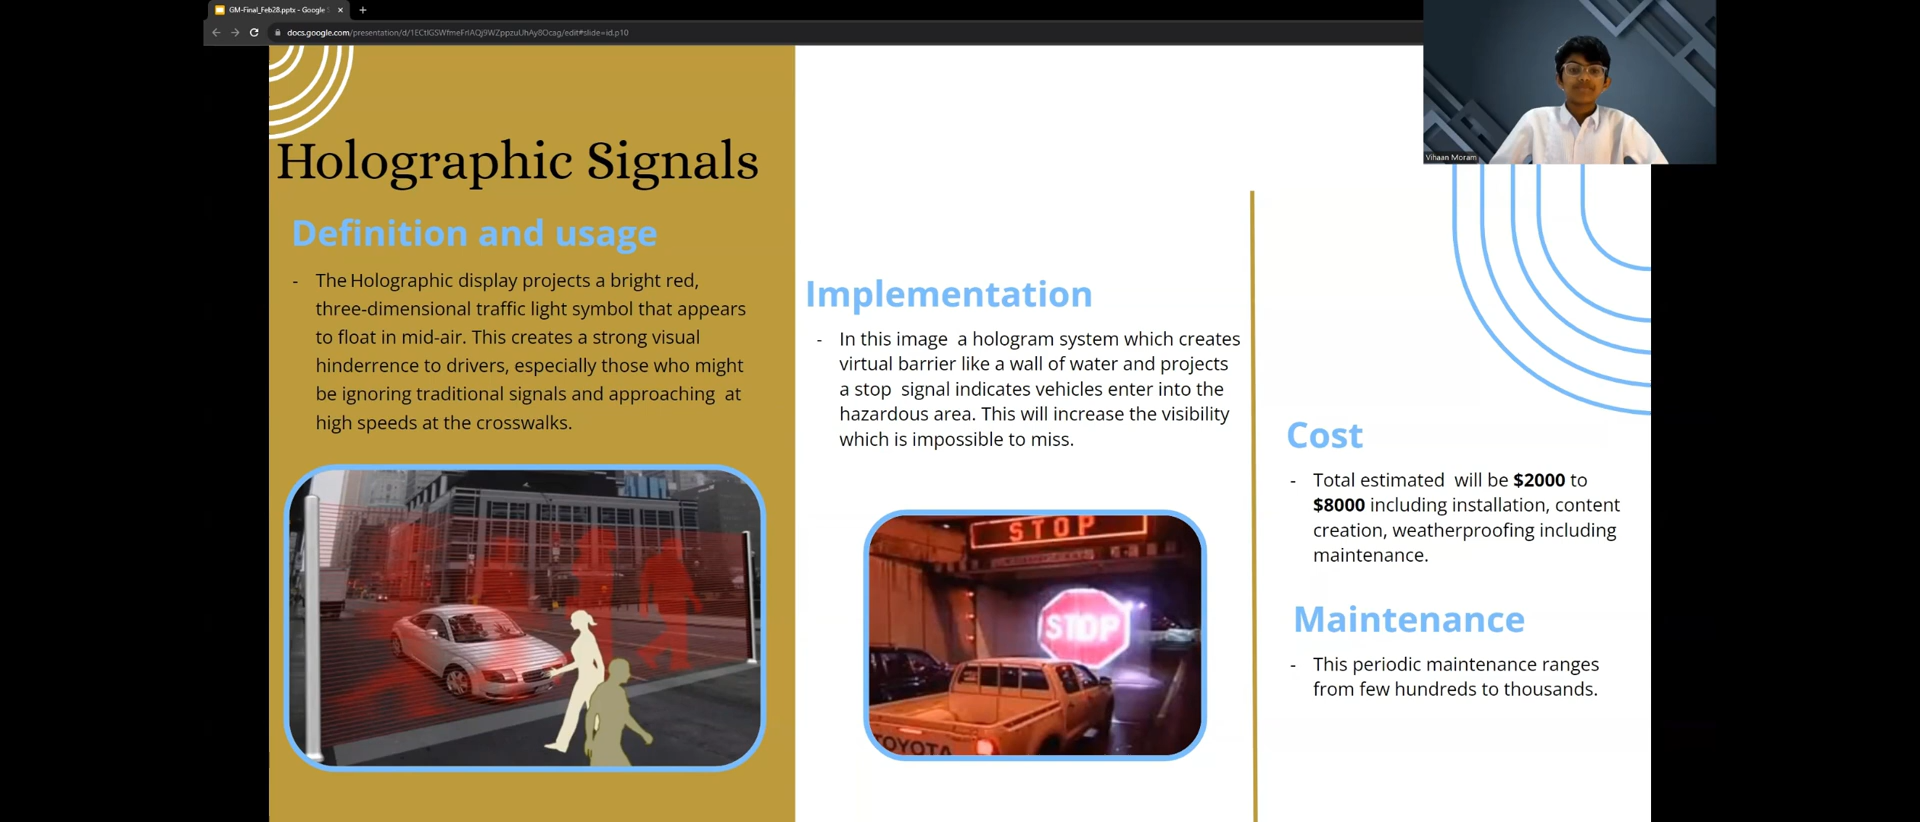 GM-Final_Feb28.pptx - Google S
docs.google.com/presentation/d/1ECtIGSWfmeFrIAQj9WZppzuUhAy8Ocag/edit#slide=id.p10
Vihaan Moram
Holographic Signals
Definition and usage
- The Holographic display projects a bright red,
three-dimensional traffic light symbol that appears
to float in mid-air. This creates a strong visual
hinderrence to drivers, especially those who might
be ignoring traditional signals and approaching at
high speeds at the crosswalks.
Implementation
- In this image a hologram system which creates
virtual barrier like a wall of water and projects
a stop signal indicates vehicles enter into the
hazardous area. This will increase the visibility
which is impossible to miss.
STOP
STOP
TOYOTA
Cost
- Total estimated will be $2000 to
$8000 including installation, content
creation, weatherproofing including
maintenance.
Maintenance
- This periodic maintenance ranges
from few hundreds to thousands.